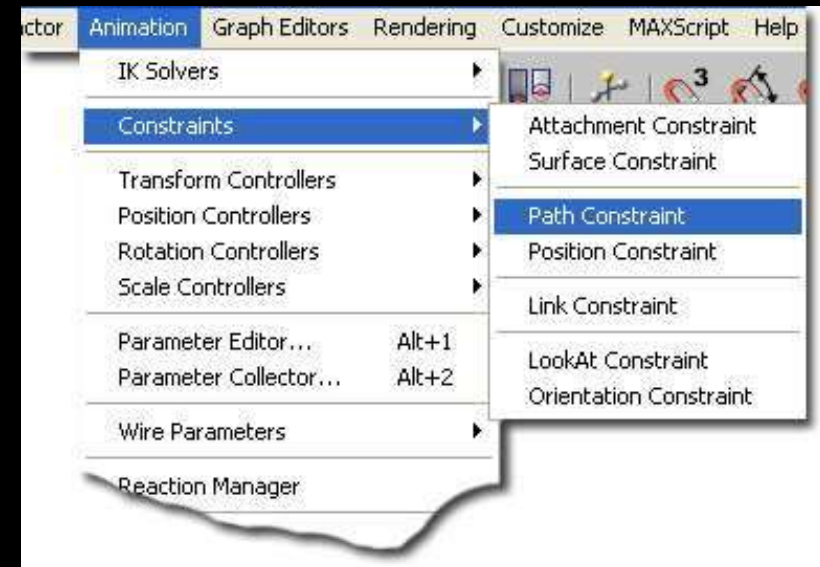 ctor Animation Graph Editors Rendering Customize MAXScript Help
IK Solvers
3
Constraints
Transform Controllers
Position Controllers
Rotation Controllers
Scale Controllers
Parameter Editor... Alt+1
Parameter Collector... Alt+2
Wire Parameters
Reaction Manager
Attachment Constraint
Surface Constraint
Path Constraint
Position Constraint
Link Constraint
LookAt Constraint
Orientation Constraint